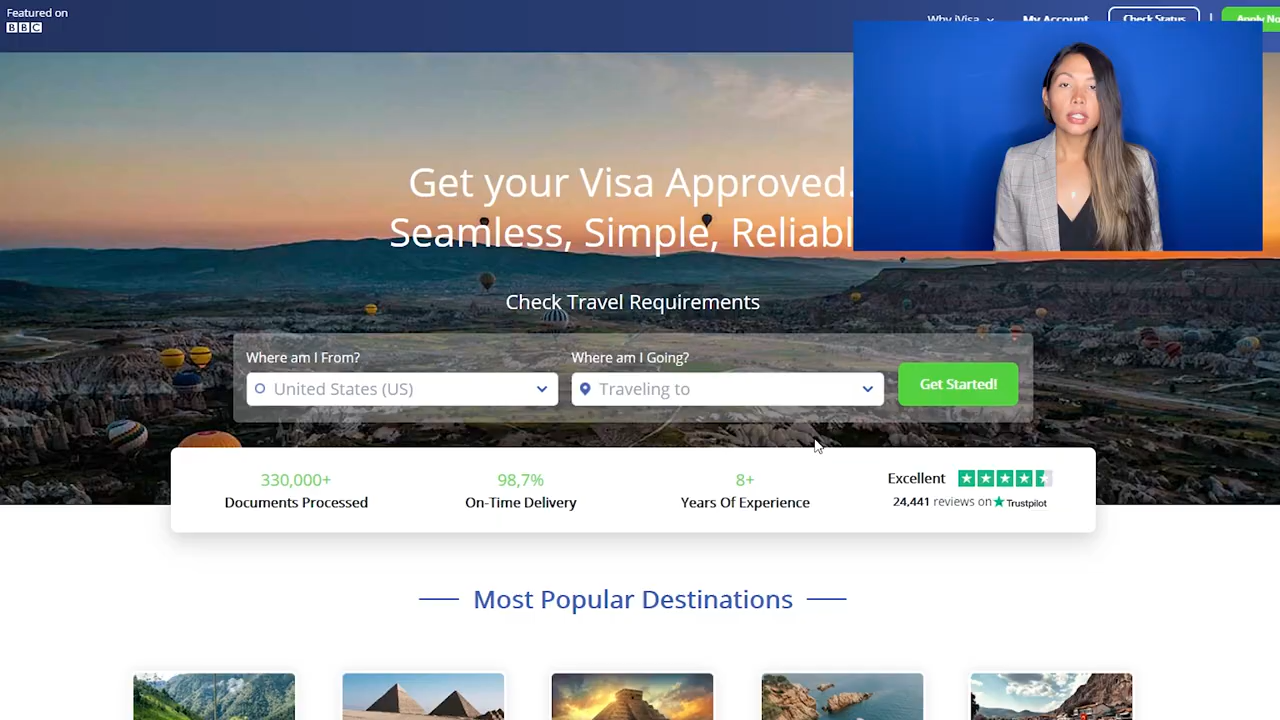 Featured on
BBC
Why iVisa
My Account
Check Status
Apply No
Get your Visa Approved.
Seamless, Simple, Reliabl
Check Travel Requirements
Where am I From?
Where am I Going?
United States (US)
Traveling to
Get Started!
330,000+
Documents Processed
98,7%
On-Time Delivery
8+
Years Of Experience
Excellent
24,441 reviews on Trustpilot
Most Popular Destinations